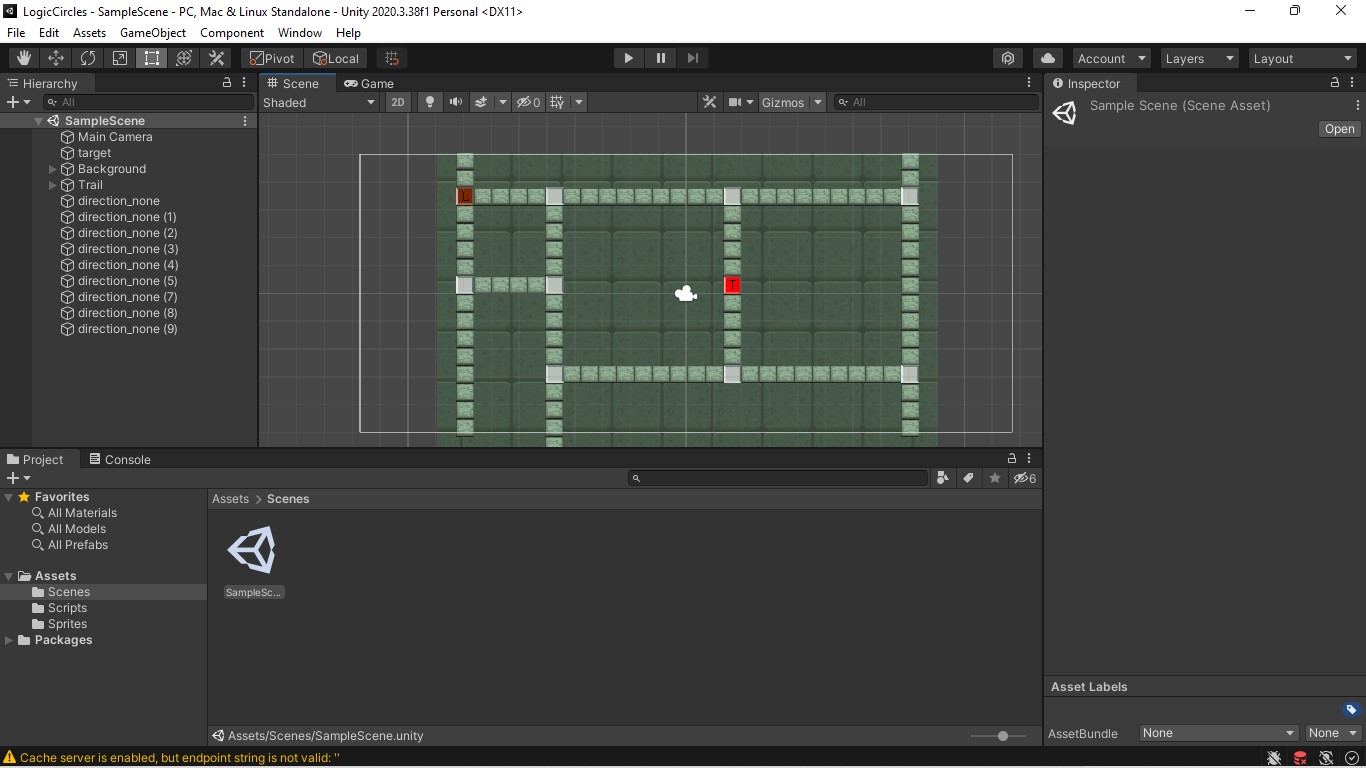 LogicCircles - SampleScene - PC, Mac & Linux Standalone - Unity 2020.3.38f1 Personal <DX11>
File Edit Assets GameObject Component Window Help
Pivot Local Account Layers Layout
Hierarchy
All
SampleScene
Main Camera
target
Background
Trail
direction_none
direction_none (1)
direction_none (2)
direction_none (3)
direction_none (4)
direction_none (5)
direction_none (7)
direction_none (8)
direction_none (9)
Scene Game
Shaded 2D 0 Gizmos All
L
T
Inspector
Sample Scene (Scene Asset)
Open
Project Console
6
Favorites
All Materials
All Models
All Prefabs
Assets
Scenes
Scripts
Sprites
Packages
Assets > Scenes
SampleSc...
Assets/Scenes/SampleScene.unity
Asset Labels
AssetBundle None None
Cache server is enabled, but endpoint string is not valid: ''